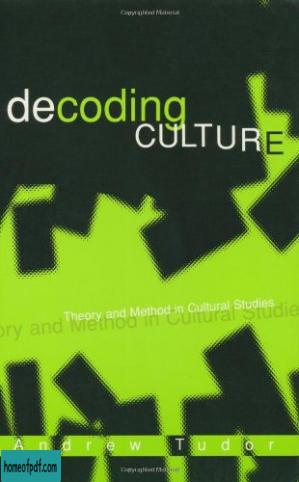 decoding
CULTURE
Theory and Method in Cultural Studies
ory and Method in Cultural Studie
Andrew Tudor
homeofpdf.com